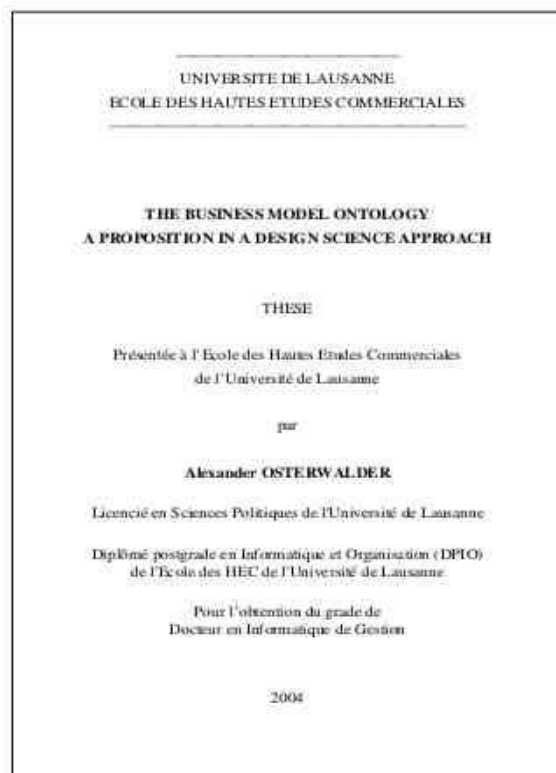 UNIVERSITE DE LAUSANNE
ECOLE DES HAUTES ETUDES COMMERCIALES
THE BUSINESS MODEL ONTOLOGY
A PROPOSITION IN A DESIGN SCIENCE APPROACH
THESE
Présentée à l'Ecole des Hautes Etudes Commerciales
de l'Université de Lausanne
par
Alexander OSTERWALDER
Licencié en Sciences Politiques de l'Université de Lausanne
Diplômé postgrade en Informatique et Organisation (DPIO)
de l'Ecole des HEC de l'Université de Lausanne
Pour l'obtention du grade de
Docteur en Informatique de Gestion
2004